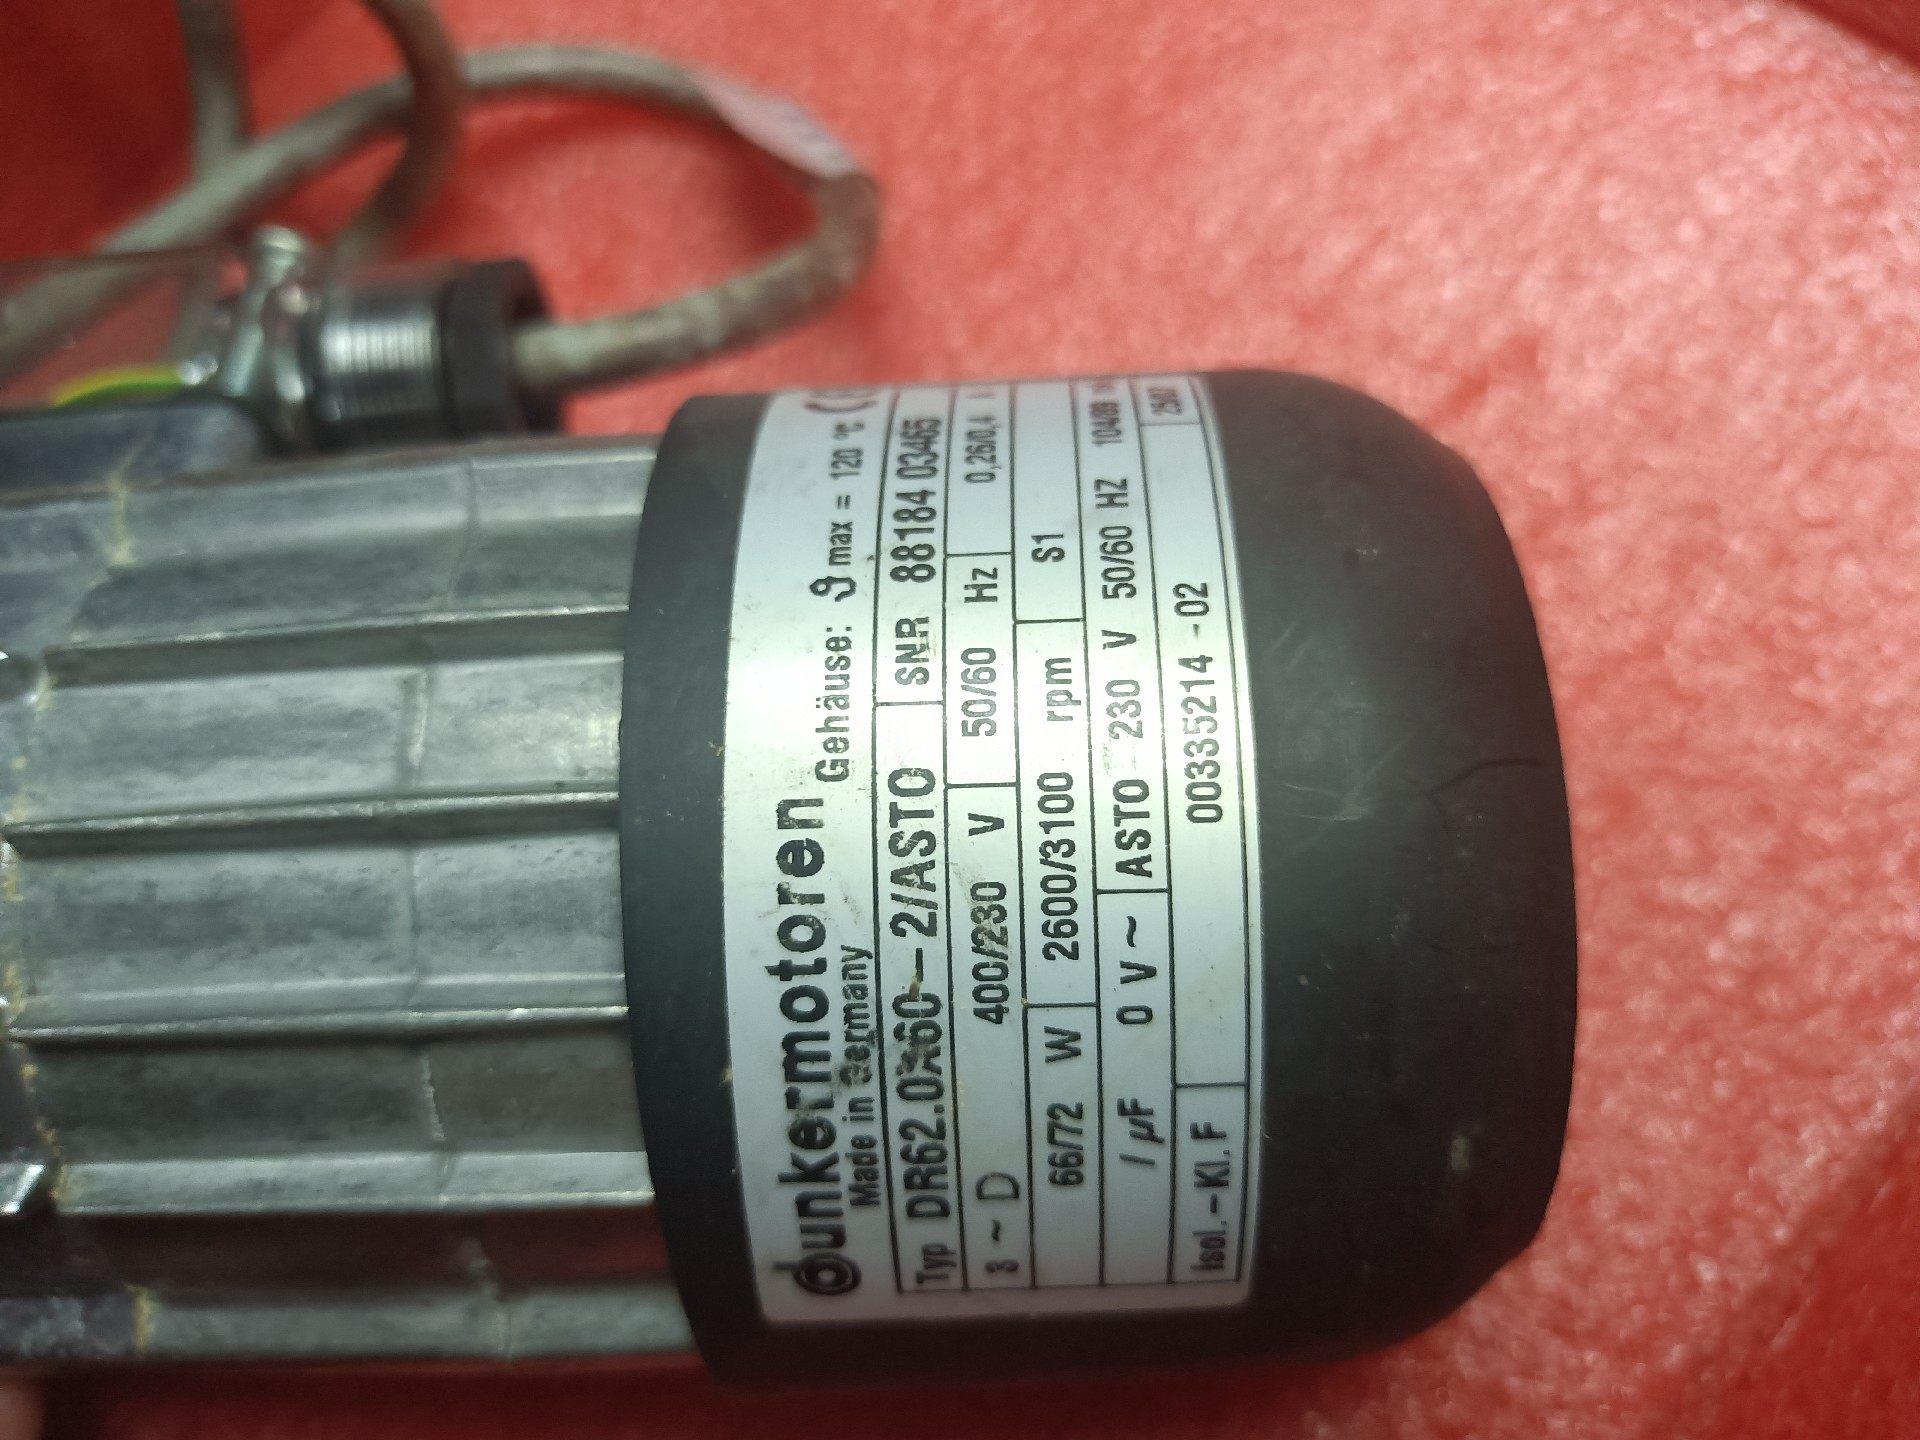 dunkermotoren
Made in Germany Gehäuse: ϑ max = 120 °C
Typ DR62.0X60-2/ASTO SNR 88184 03465
3 ~ D 400/230 V 50/60 Hz 0,26/0,4
66/72 W 2600/3100 rpm S1
/ µF 0 V ~ ASTO 230 V 50/60 HZ
Isol.-Kl. F 00335214 -02